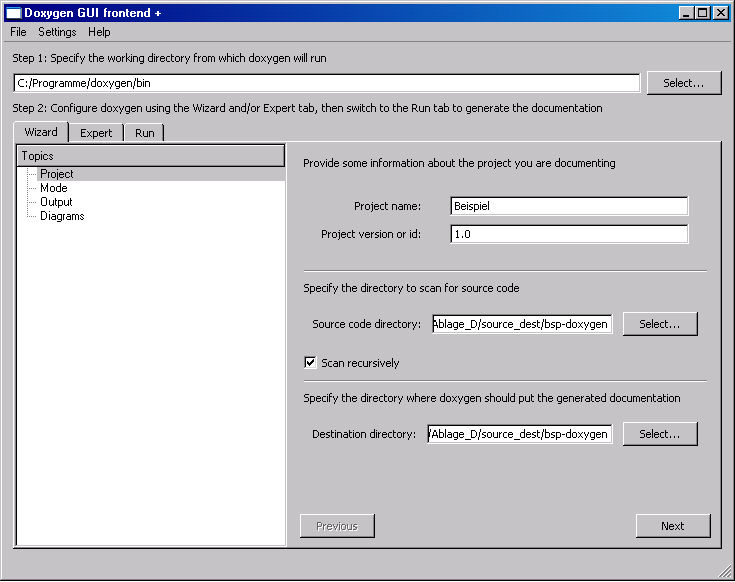 Doxygen GUI frontend +
File Settings Help
Step 1: Specify the working directory from which doxygen will run
C:/Programme/doxygen/bin Select...
Step 2: Configure doxygen using the Wizard and/or Expert tab, then switch to the Run tab to generate the documentation
Wizard Expert Run
Topics
Project
Mode
Output
Diagrams
Provide some information about the project you are documenting
Project name: Beispiel
Project version or id: 1.0
Specify the directory to scan for source code
Source code directory: Ablage_D/source_dest/bsp-doxygen Select...
Scan recursively
Specify the directory where doxygen should put the generated documentation
Destination directory: /Ablage_D/source_dest/bsp-doxygen Select...
Previous Next